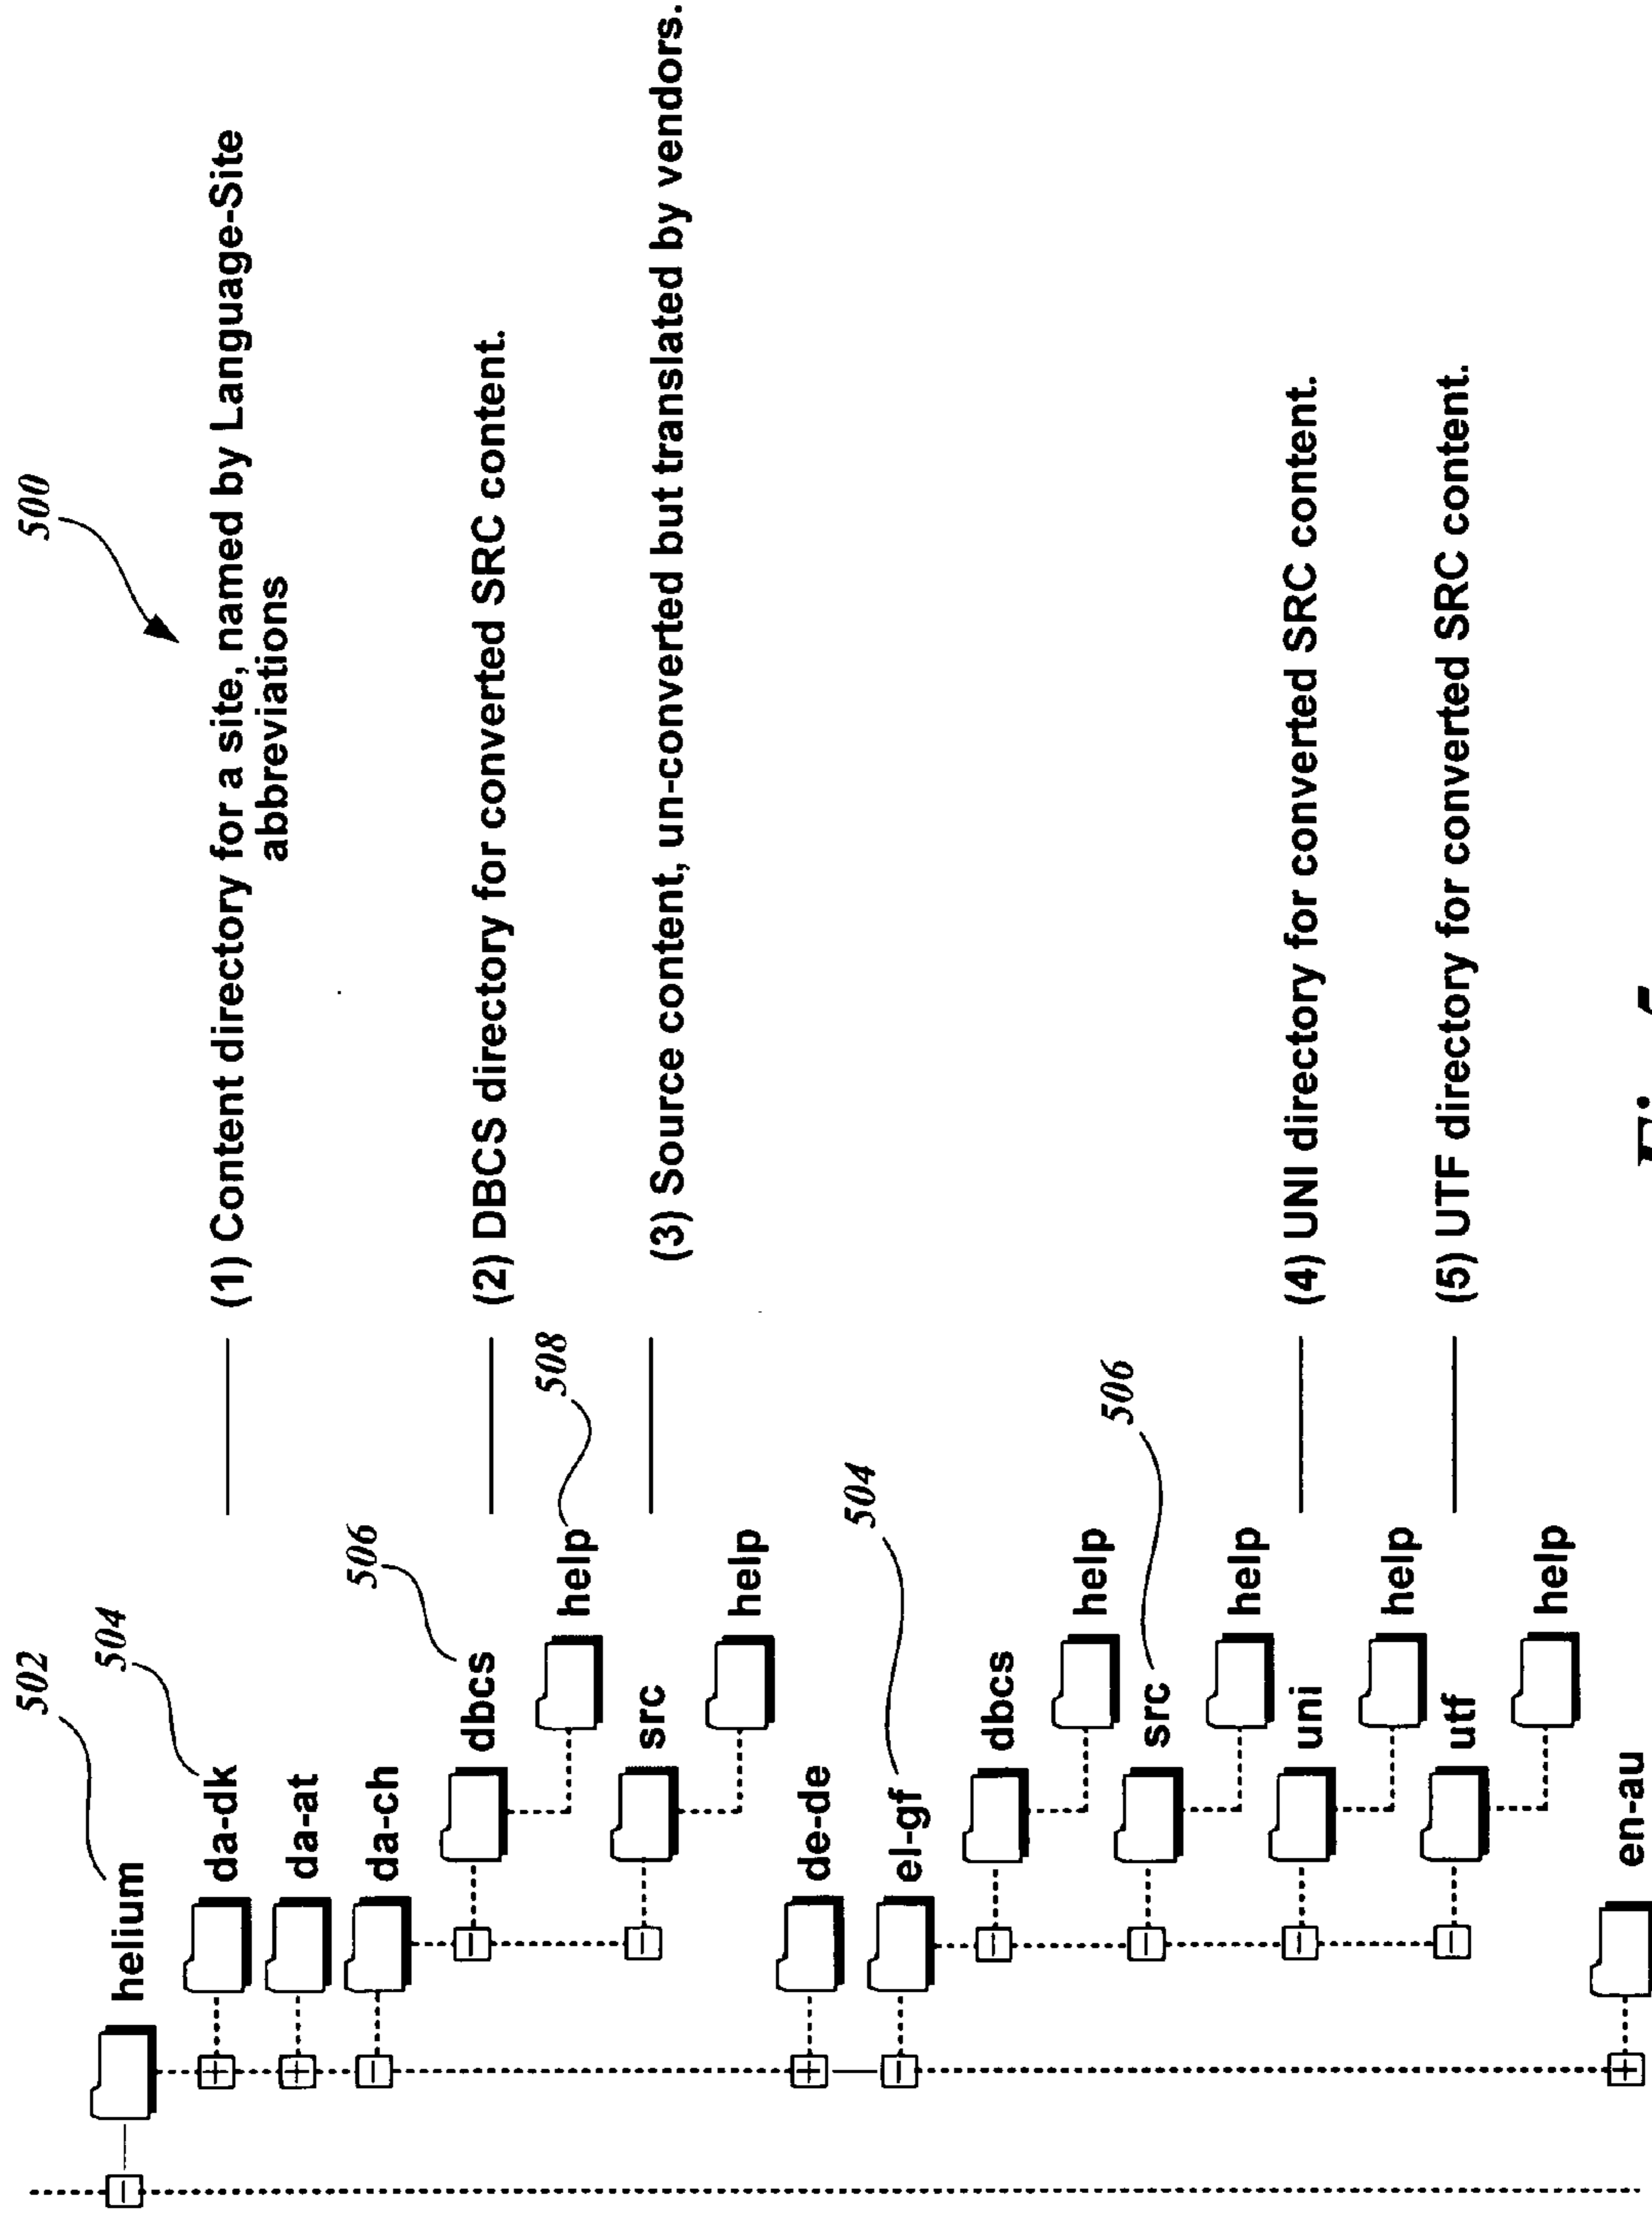 500
502
helium
504
da-dk
(1) Content directory for a site, named by Language-Site
abbreviations
da-at
da-ch
506
dbcs
(2) DBCS directory for converted SRC content.
508
help
src
(3) Source content, un-converted but translated by vendors.
help
de-de
504
el-gf
dbcs
help
506
src
help
uni
(4) UNI directory for converted SRC content.
help
utf
(5) UTF directory for converted SRC content.
help
en-au